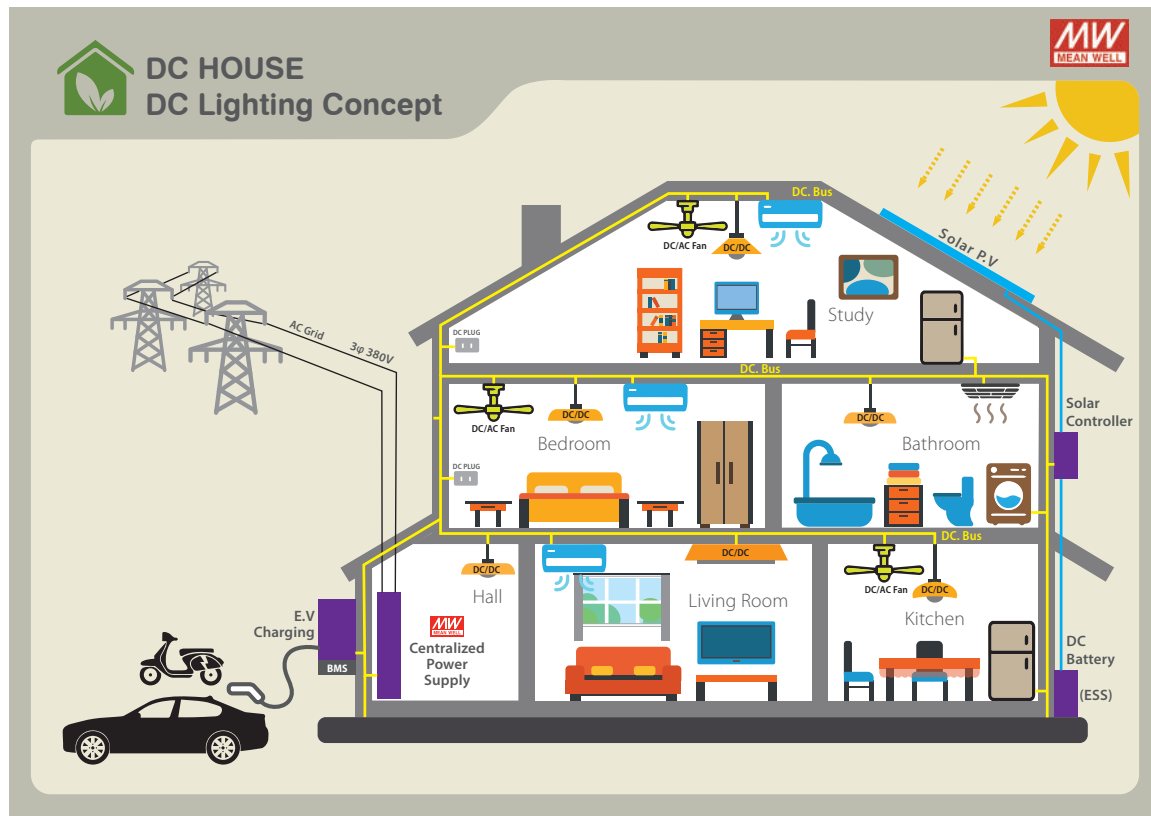 DC HOUSE
DC Lighting Concept
MW
MEAN WELL
DC. Bus
DC/AC Fan
DC/DC
Solar P.V
Study
AC Grid
3φ 380V
DC PLUG
DC. Bus
DC/AC Fan
DC/DC
Bedroom
DC/DC
Bathroom
Solar
Controller
DC PLUG
DC. Bus
DC/DC
Hall
DC/DC
Living Room
DC/AC Fan
DC/DC
Kitchen
E.V
Charging
BMS
MW
MEAN WELL
Centralized
Power
Supply
DC
Battery
(ESS)